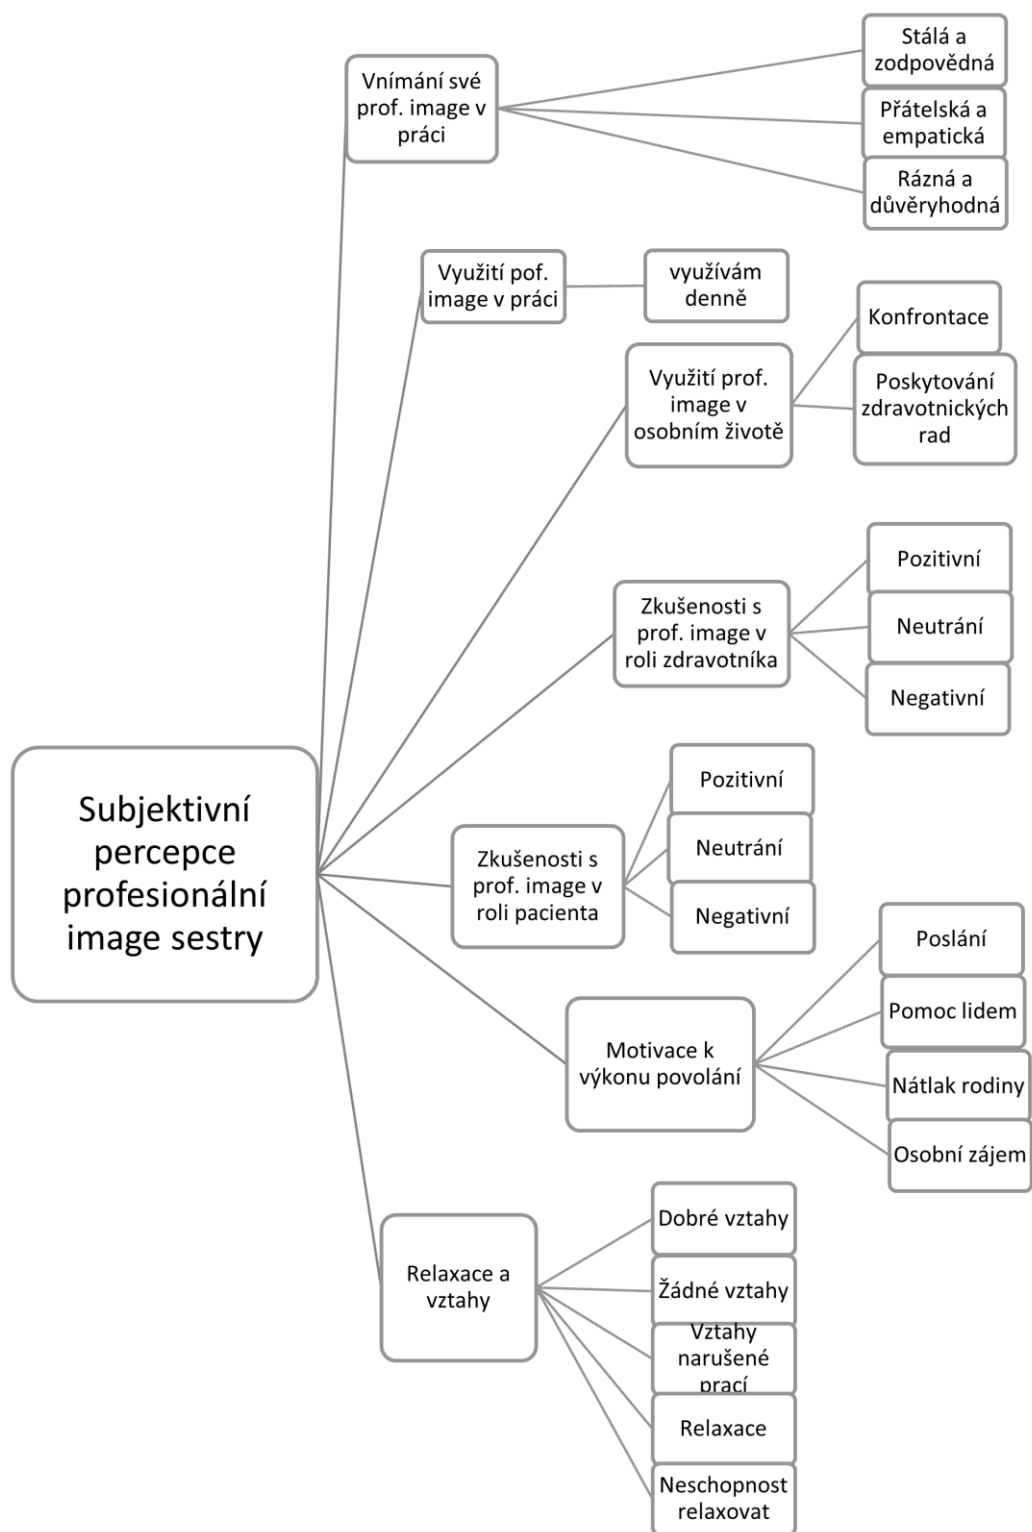 Subjektivní
percepce
profesionální
image sestry
Vnímání své
prof. image v
práci
Stálá a
zodpovědná
Přátelská a
empatická
Rázná a
důvěryhodná
Využití pof.
image v práci
využívám
denně
Využití prof.
image v
osobním životě
Konfrontace
Poskytování
zdravotnických
rad
Zkušenosti s
prof. image v
roli zdravotníka
Pozitivní
Neutrání
Negativní
Zkušenosti s
prof. image v
roli pacienta
Pozitivní
Neutrání
Negativní
Motivace k
výkonu povolání
Poslání
Pomoc lidem
Nátlak rodiny
Osobní zájem
Relaxace a
vztahy
Dobré vztahy
Žádné vztahy
Vztahy
narušené
prací
Relaxace
Neschopnost
relaxovat